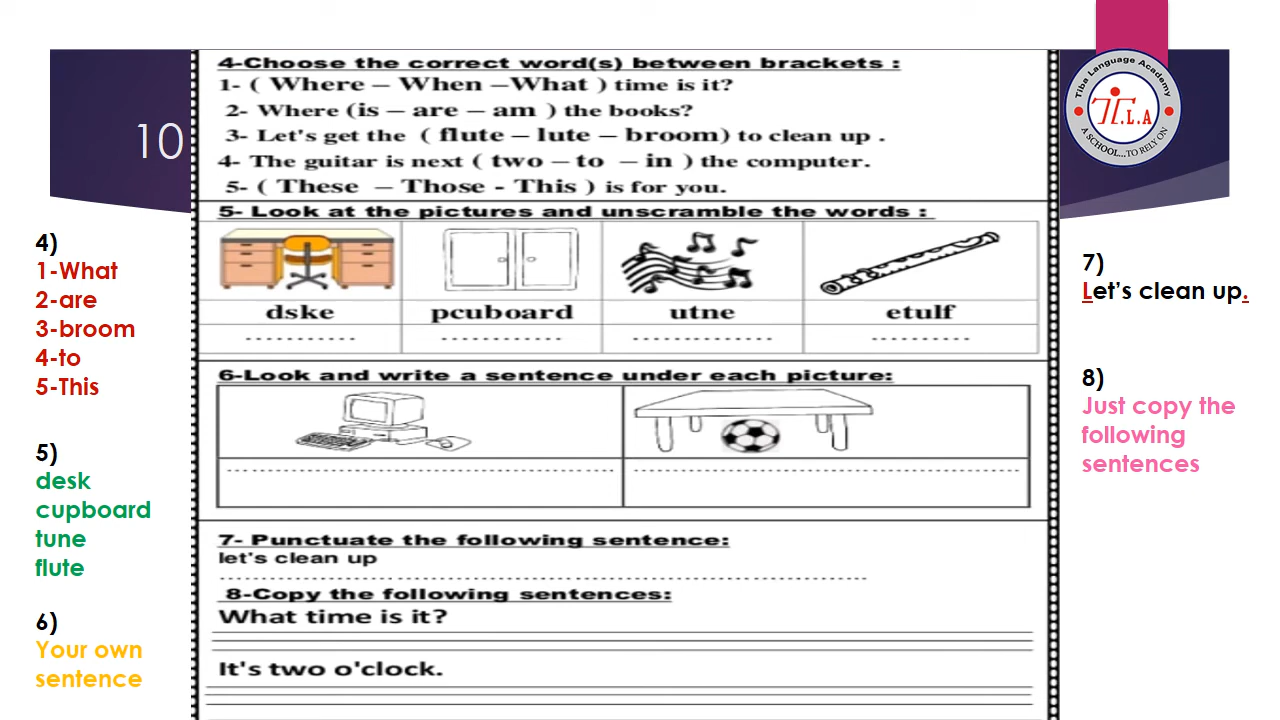 10
4-Choose the correct word(s) between brackets :
1- ( Where – When –What ) time is it?
2- Where (is – are – am ) the books?
3- Let's get the ( flute – lute – broom) to clean up .
4- The guitar is next ( two – to – in ) the computer.
5- ( These – Those - This ) is for you.
5- Look at the pictures and unscramble the words :
dske pcuboard utne etulf
........... ........... ............. ..........
6-Look and write a sentence under each picture:
7- Punctuate the following sentence:
let's clean up
8-Copy the following sentences:
What time is it?
It's two o'clock.
4)
1-What
2-are
3-broom
4-to
5-This
5)
desk
cupboard
tune
flute
6)
Your own
sentence
Tiba Language Academy
T.L.A
A SCHOOL...TO RELY ON
7)
Let’s clean up.
8)
Just copy the
following
sentences